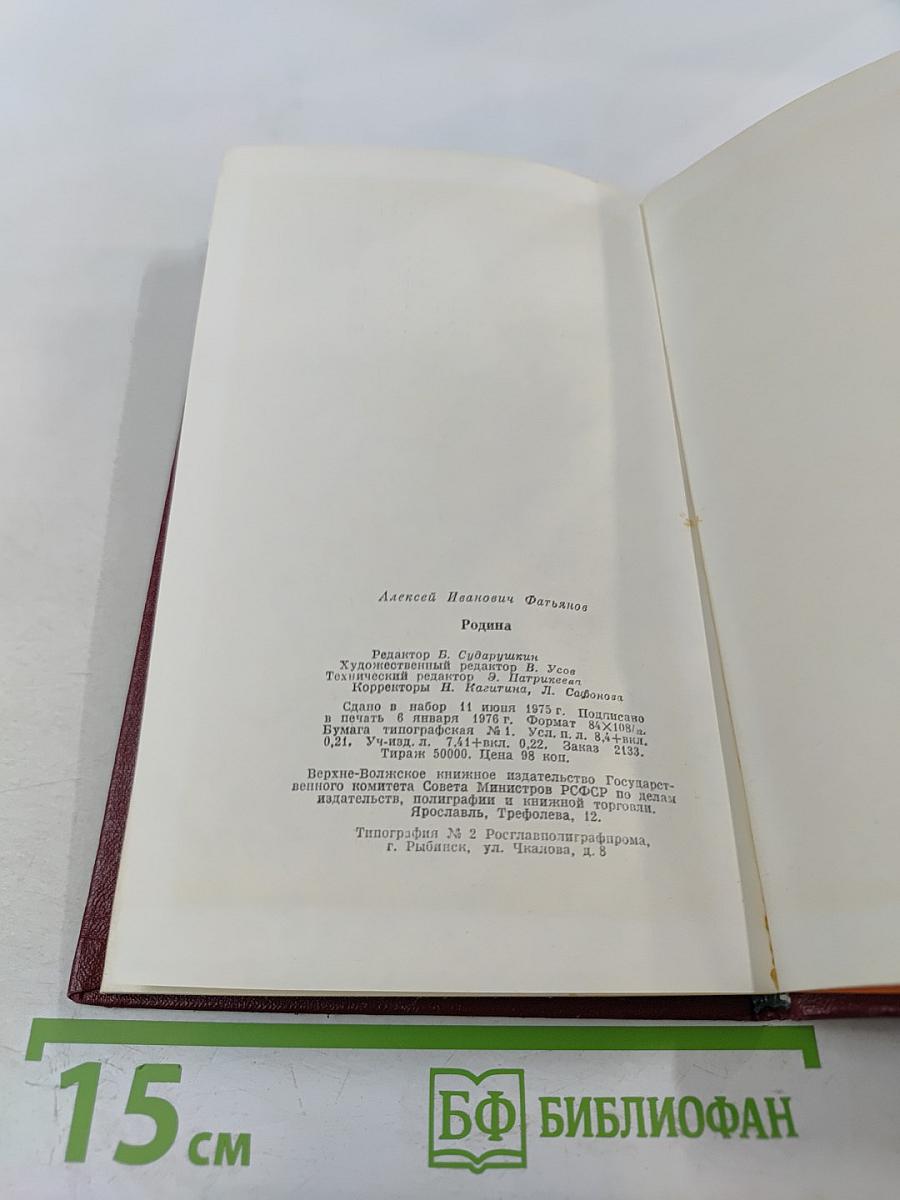 Алексей Иванович Фатьянов
Родина
Редактор Б. Сударушкин
Художественный редактор В. Усов
Технический редактор Э. Патрикеева
Корректоры Н. Кагитина, Л. Сафонова
Сдано в набор 11 июня 1975 г. Подписано
в печать 6 января 1976 г. Формат 84×108/₃₂.
Бумага типографская № 1. Усл. п. л. 8,4+вкл.
0,21. Уч-изд. л. 7,41+вкл. 0,22. Заказ 2133.
Тираж 50000. Цена 98 коп.
Верхне-Волжское книжное издательство Государст-
венного комитета Совета Министров РСФСР по делам
издательств, полиграфии и книжной торговли.
Ярославль, Трефолева, 12.
Типография № 2 Росглавполиграфпрома,
г. Рыбинск, ул. Чкалова, д. 8
15 см
БФ БИБЛИОФАН